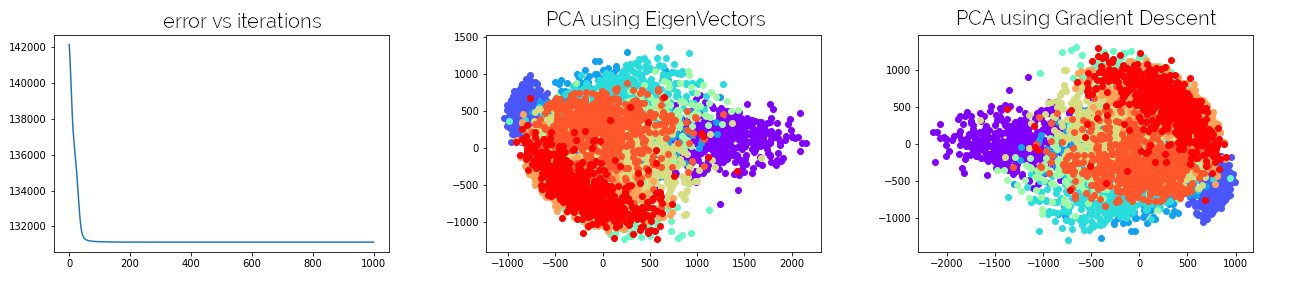 error vs iterations
142000
140000
138000
136000
134000
132000
0 200 400 600 800 1000
PCA using EigenVectors
1500
1000
500
0
−500
−1000
−1000 −500 0 500 1000 1500 2000
PCA using Gradient Descent
1000
500
0
−500
−1000
−2000 −1500 −1000 −500 0 500 1000